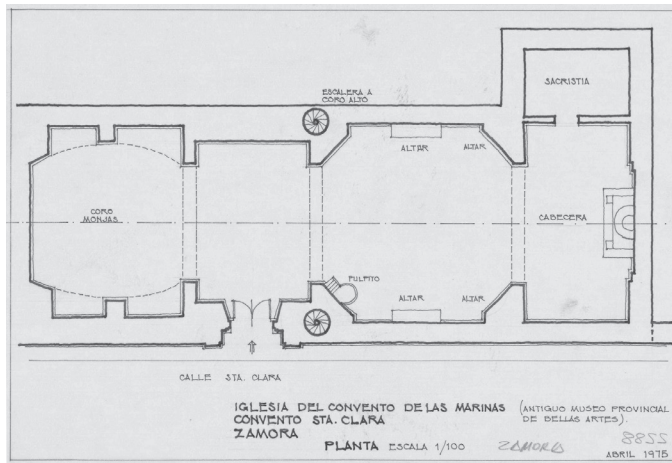 SACRISTIA
ESCALERA A
CORO ALTO
ALTAR
ALTAR
CORO
MONJAS
CABECERA
PULPITO
ALTAR
ALTAR
CALLE STA. CLARA
IGLESIA DEL CONVENTO DE LAS MARINAS (ANTIGUO MUSEO PROVINCIAL
CONVENTO STA. CLARA DE BELLAS ARTES).
ZAMORA
PLANTA ESCALA 1/100 ZAMORA 8855
ABRIL 1975